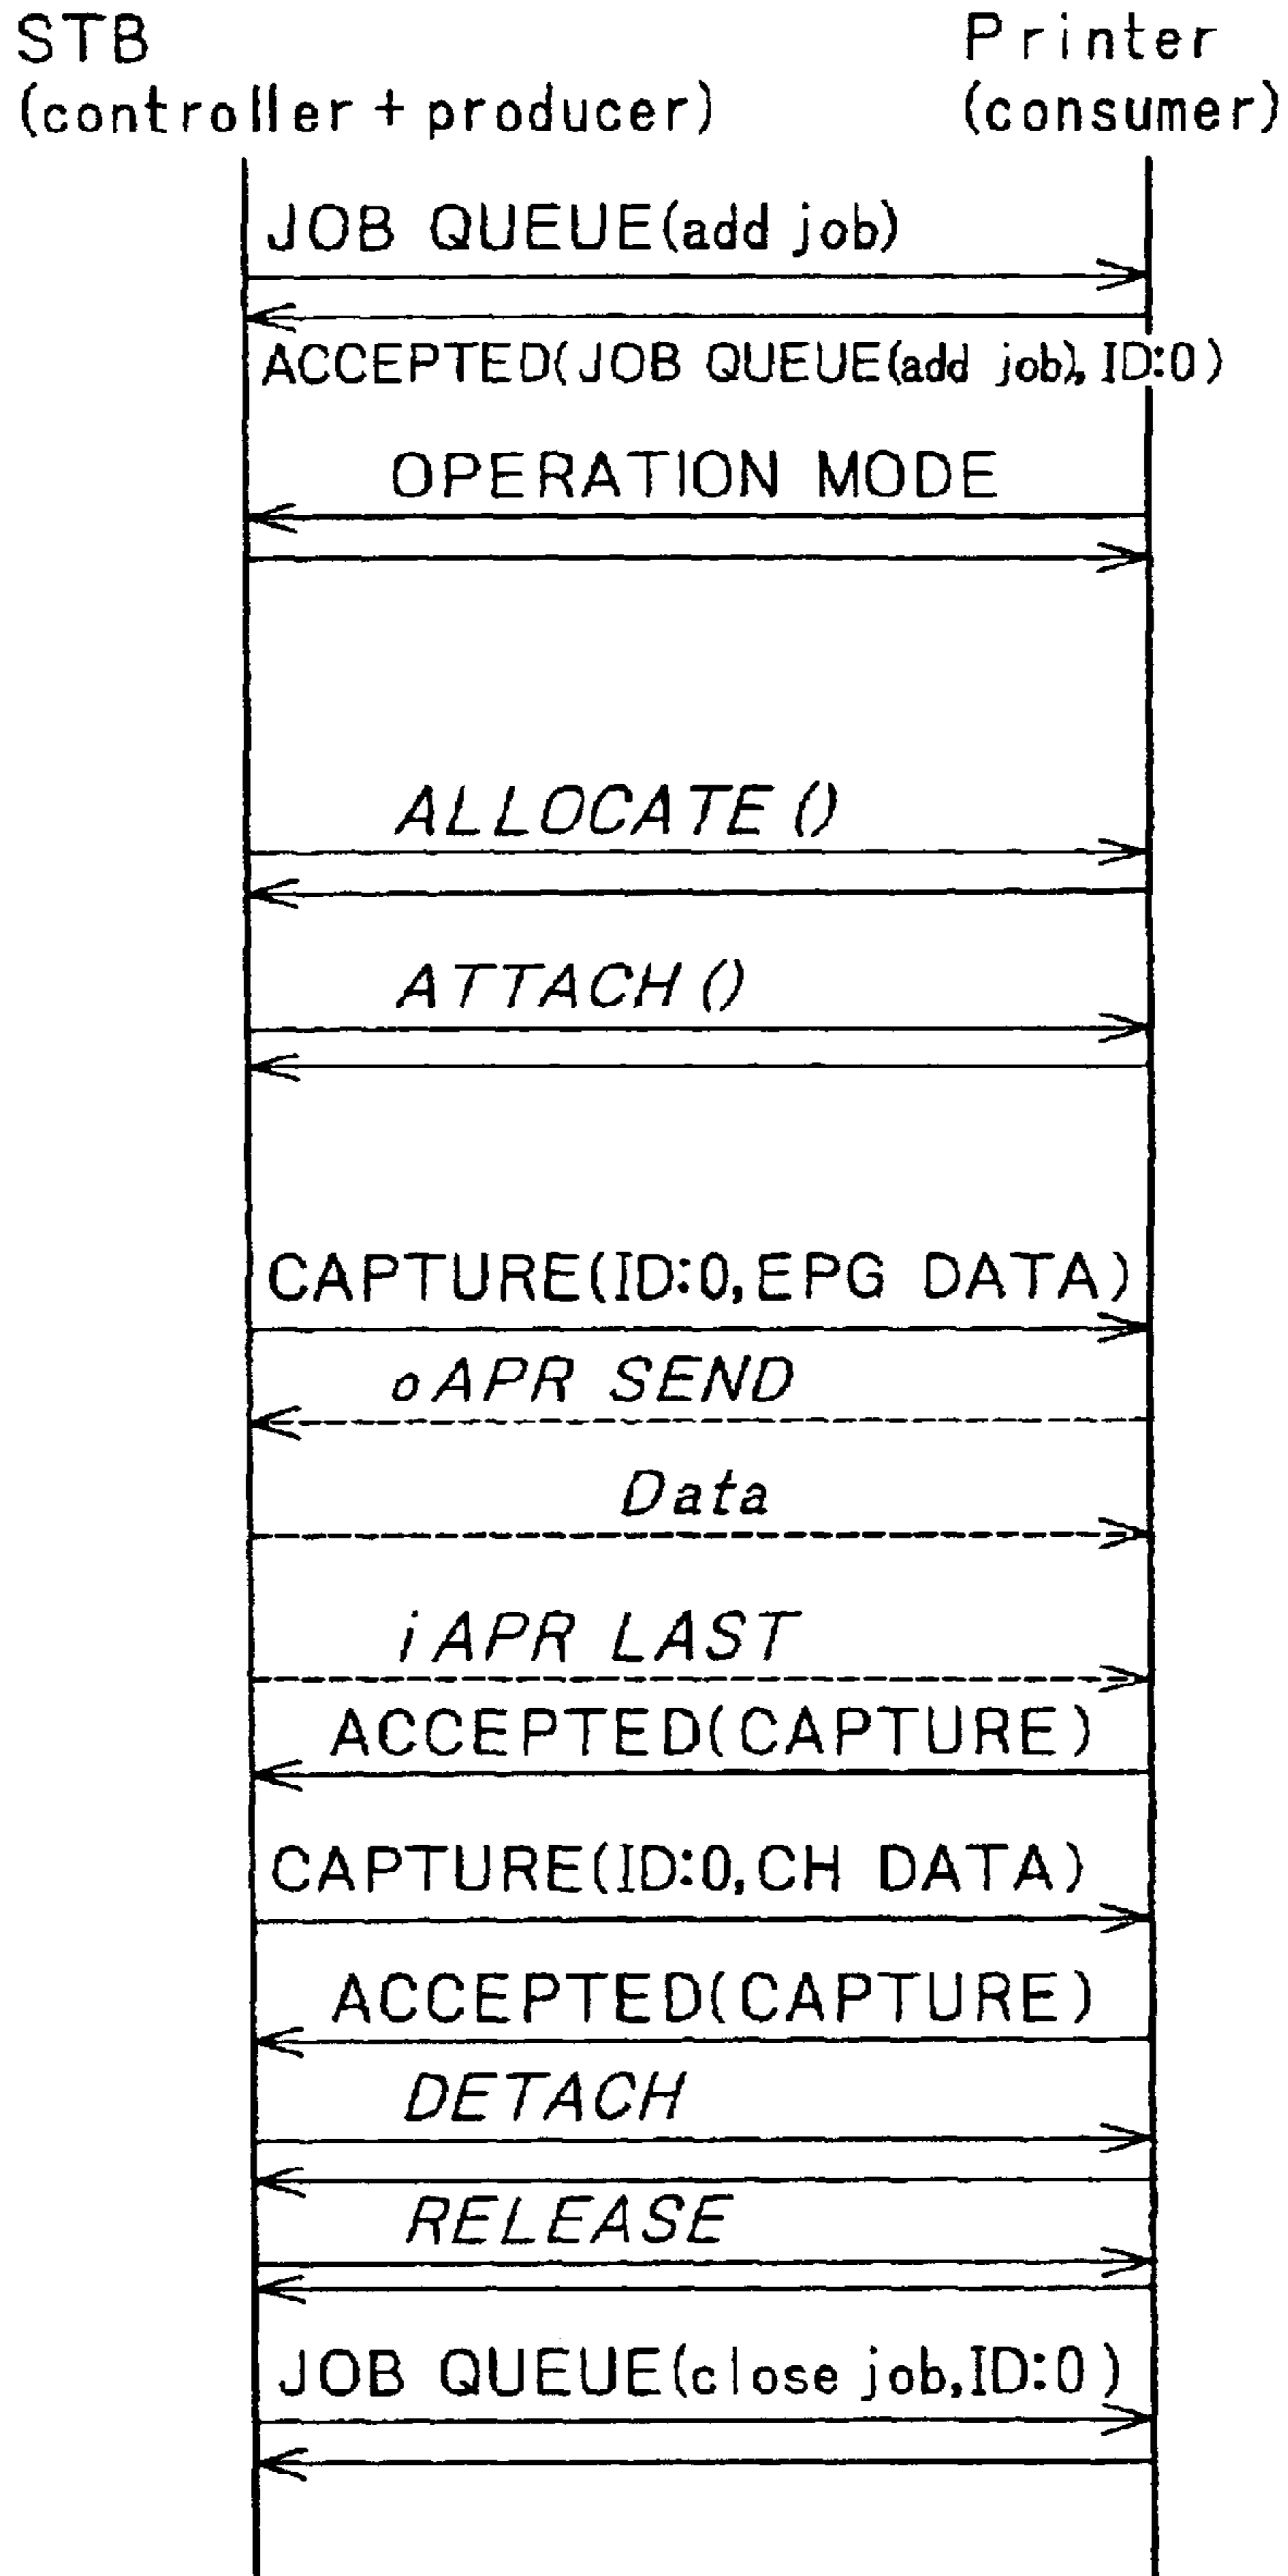 STB
(controller + producer)
Printer
(consumer)
JOB QUEUE(add job)
ACCEPTED(JOB QUEUE(add job), ID:0)
OPERATION MODE
ALLOCATE ()
ATTACH ()
CAPTURE(ID:0,EPG DATA)
oAPR SEND
Data
iAPR LAST
ACCEPTED(CAPTURE)
CAPTURE(ID:0,CH DATA)
ACCEPTED(CAPTURE)
DETACH
RELEASE
JOB QUEUE(close job,ID:0)